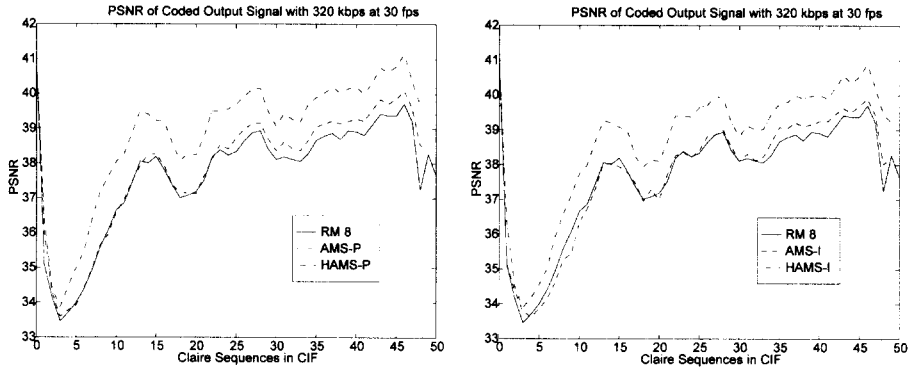 PSNR of Coded Output Signal with 320 kbps at 30 fps
42
41
40
39
38
37
36
35
34
33
PSNR
RM 8
AMS-P
HAMS-P
0 5 10 15 20 25 30 35 40 45 50
Claire Sequences in CIF
PSNR of Coded Output Signal with 320 kbps at 30 fps
42
41
40
39
38
37
36
35
34
33
PSNR
RM 8
AMS-I
HAMS-I
0 5 10 15 20 25 30 35 40 45 50
Claire Sequences in CIF